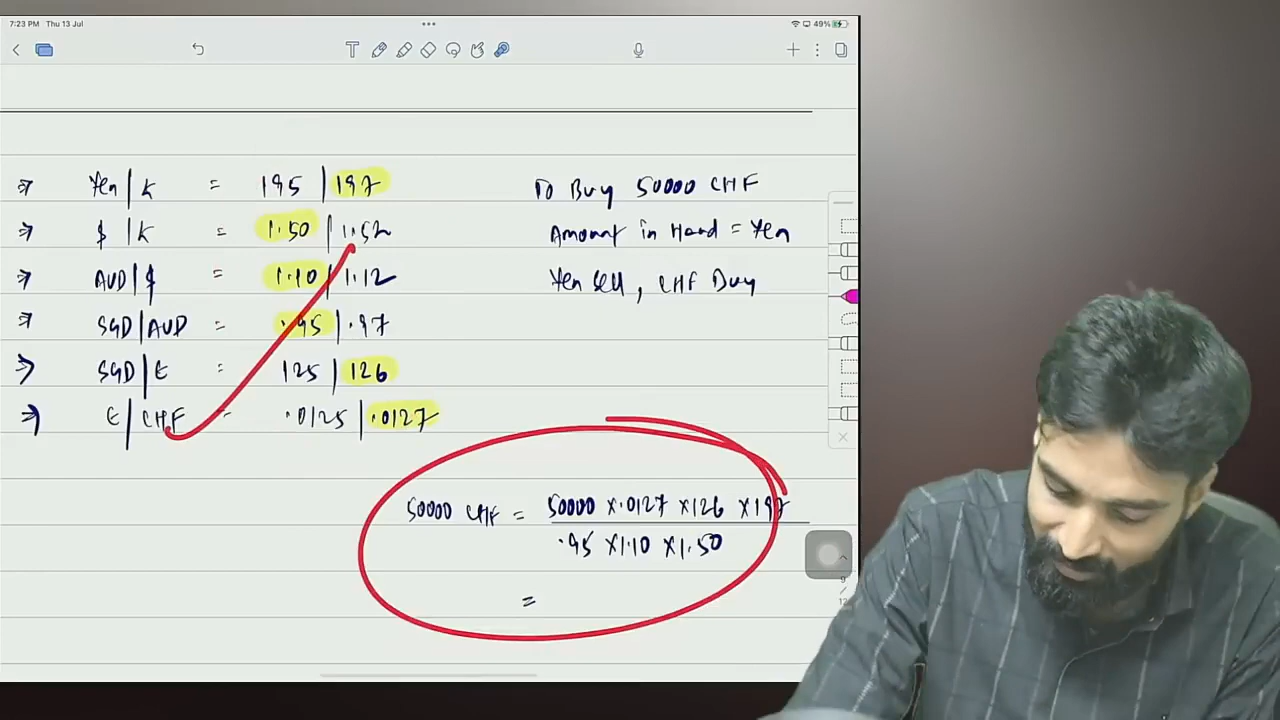 7:23 PM Thu 13 Jul
49%
T
⇒ Yen | £ = 195 | 197 To Buy 50000 CHF
⇒ $ | £ = 1.50 | 1.52 Amount in Hand = Yen
⇒ AUD | $ = 1.10 | 1.12 Yen Sell, CHF Buy
⇒ SGD | AUD = .95 | .97
⇒ SGD | € = 125 | 126
⇒ € | CHF = .0125 | .0127
50000 CHF = 50000 × .0127 × 126 × 197
.95 × 1.10 × 1.50
=
9